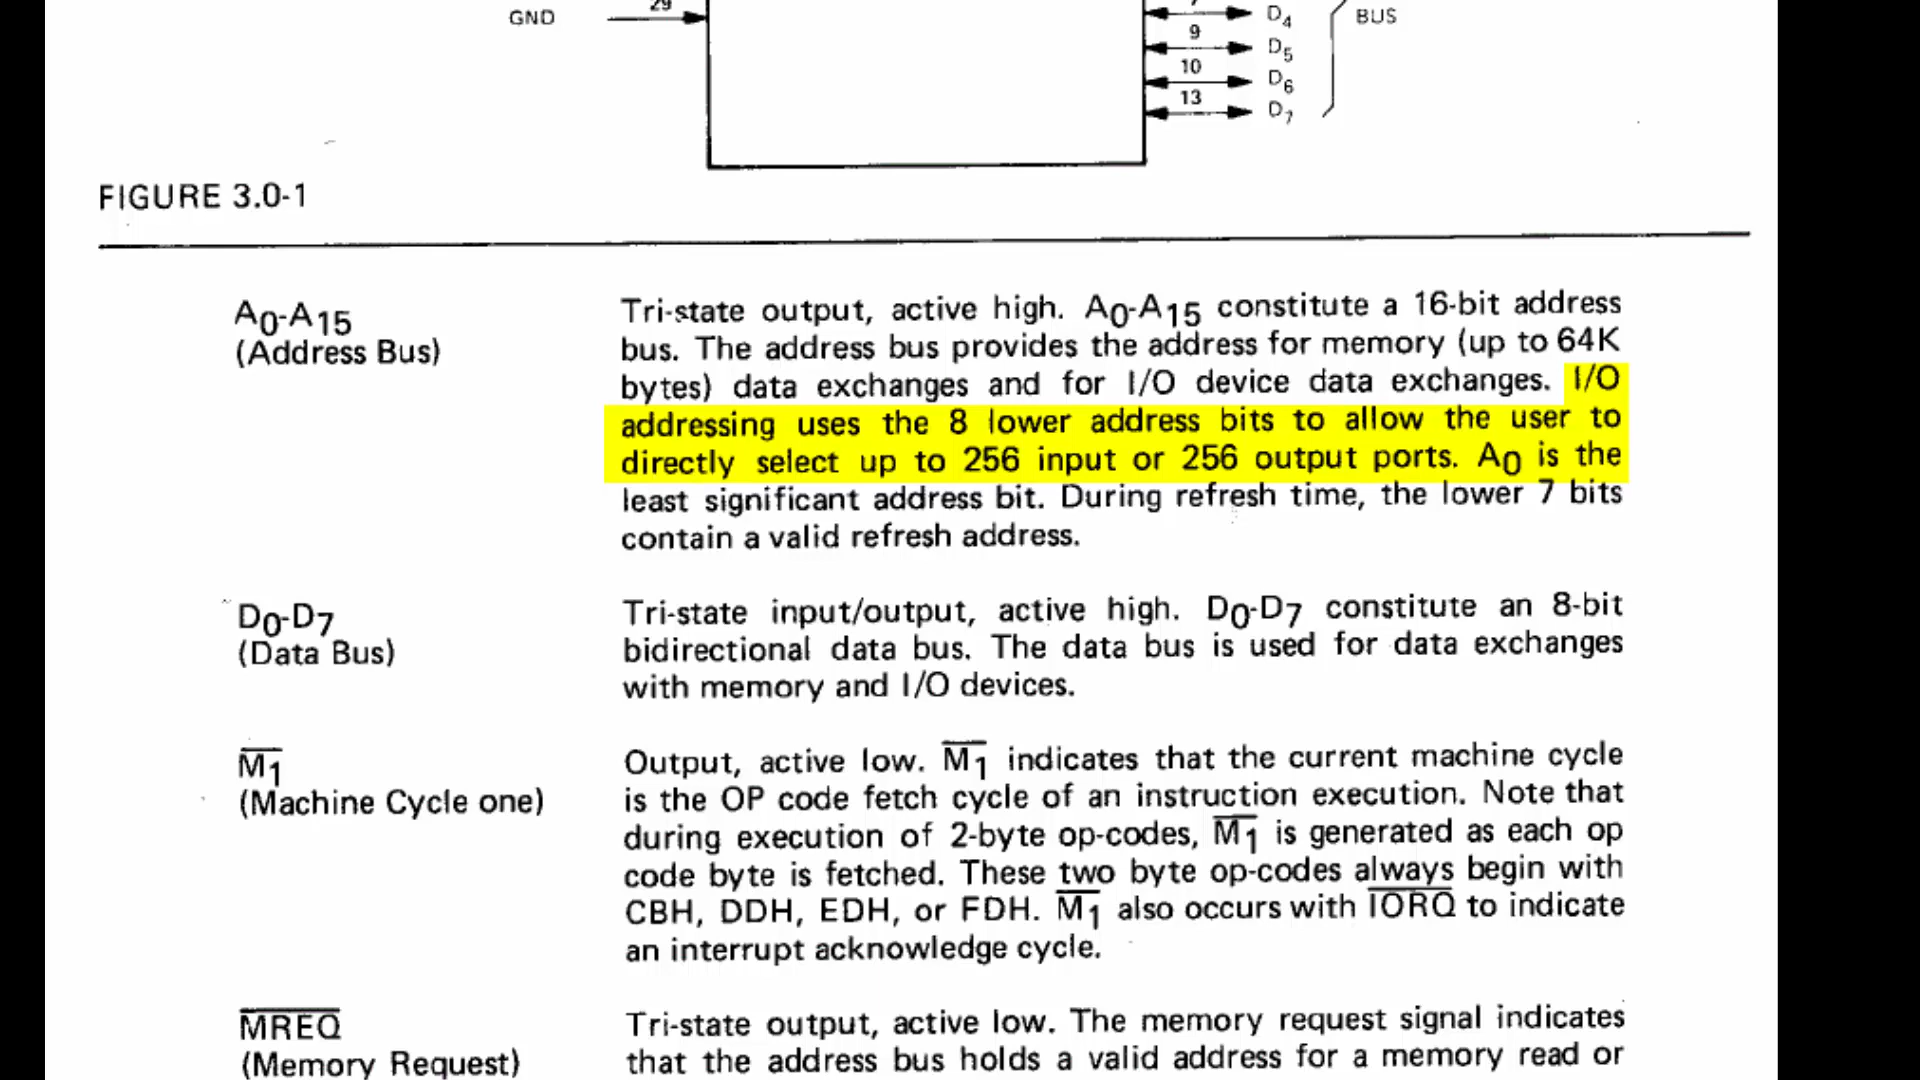 GND 29
7 D4 BUS
9 D5
10 D6
13 D7
FIGURE 3.0-1
A0-A15
(Address Bus)
Tri-state output, active high. A0-A15 constitute a 16-bit address
bus. The address bus provides the address for memory (up to 64K
bytes) data exchanges and for I/O device data exchanges. I/O
addressing uses the 8 lower address bits to allow the user to
directly select up to 256 input or 256 output ports. A0 is the
least significant address bit. During refresh time, the lower 7 bits
contain a valid refresh address.
D0-D7
(Data Bus)
Tri-state input/output, active high. D0-D7 constitute an 8-bit
bidirectional data bus. The data bus is used for data exchanges
with memory and I/O devices.
M̅1̅
(Machine Cycle one)
Output, active low. M̅1̅ indicates that the current machine cycle
is the OP code fetch cycle of an instruction execution. Note that
during execution of 2-byte op-codes, M̅1̅ is generated as each op
code byte is fetched. These two byte op-codes always begin with
CBH, DDH, EDH, or FDH. M̅1̅ also occurs with I̅O̅R̅Q̅ to indicate
an interrupt acknowledge cycle.
M̅R̅E̅Q̅
(Memory Request)
Tri-state output, active low. The memory request signal indicates
that the address bus holds a valid address for a memory read or